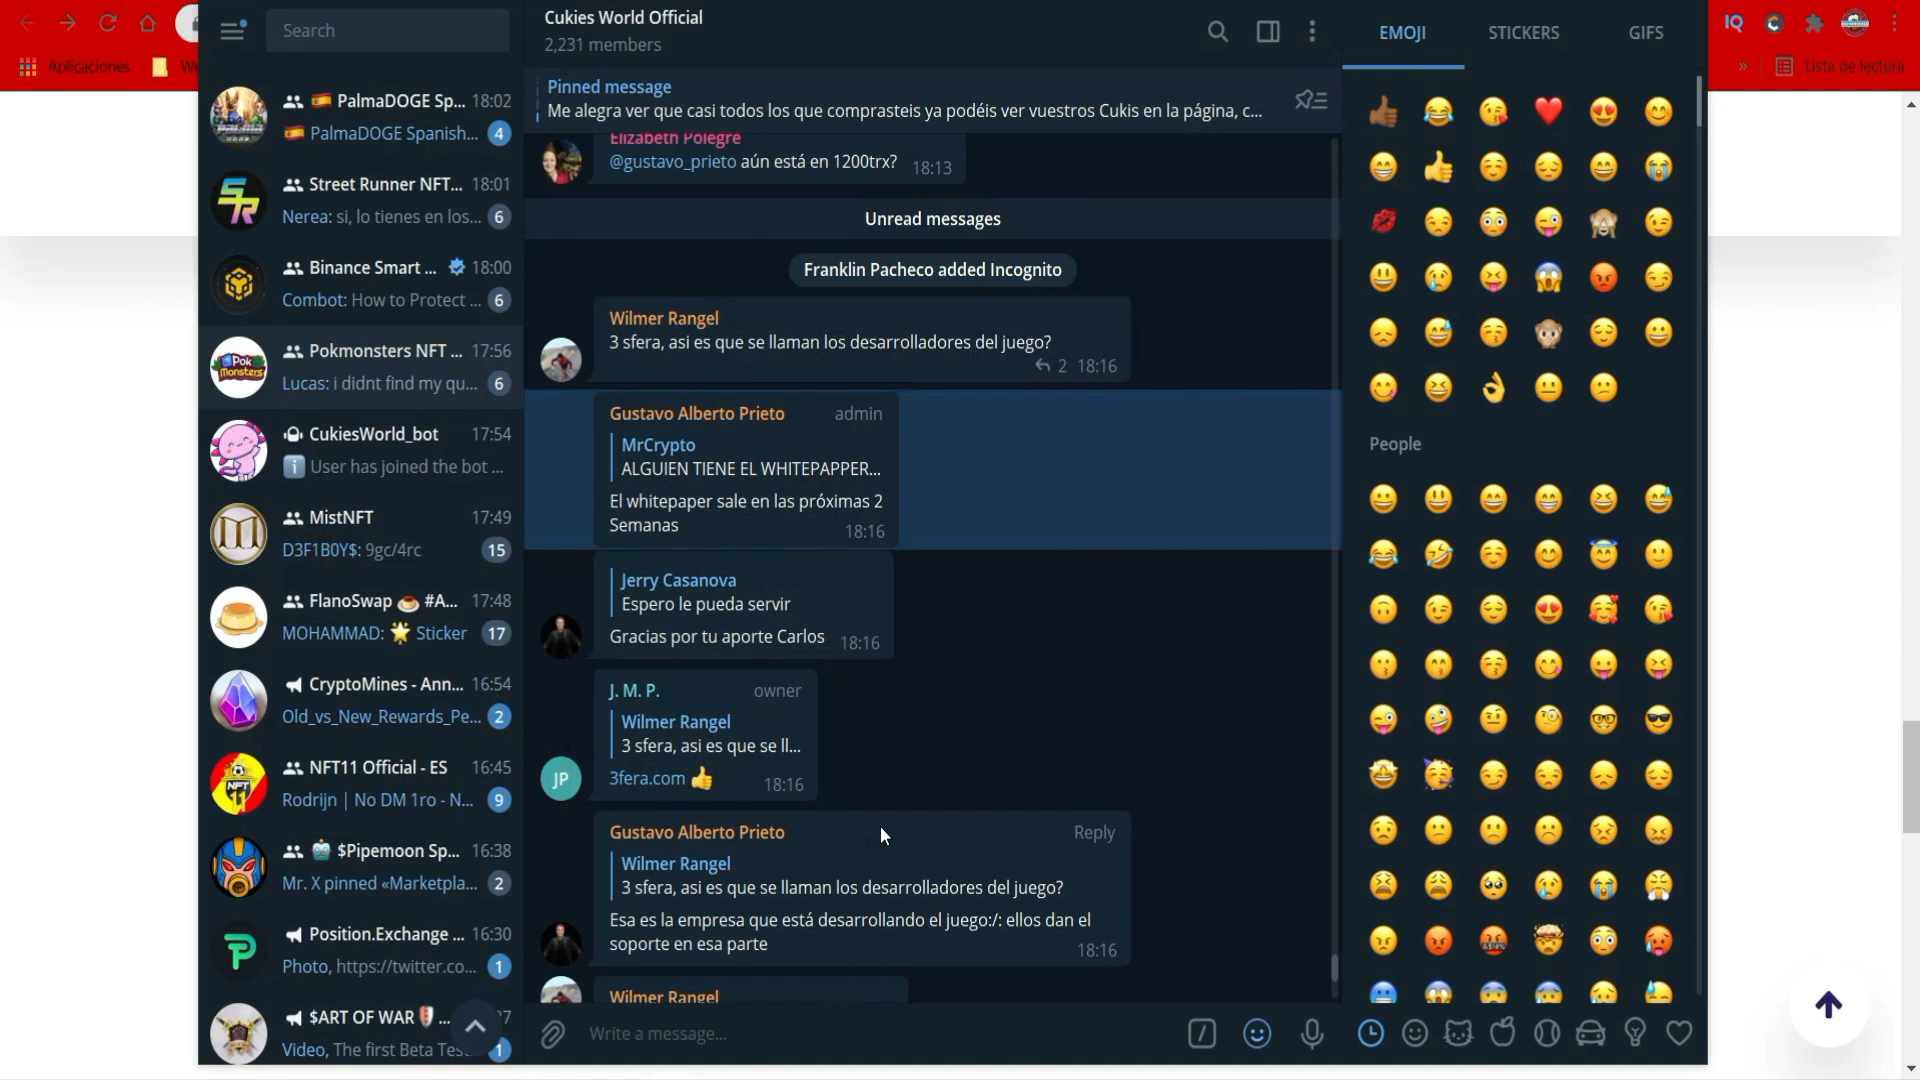 Aplicaciones
We
Lista de lectura
Search
PalmaDOGE Sp... 18:02
PalmaDOGE Spanish... 4
Street Runner NFT... 18:01
Nerea: si, lo tienes en los... 6
Binance Smart ... 18:00
Combot: How to Protect ... 6
Pokmonsters NFT ... 17:56
Lucas: i didnt find my qu... 6
CukiesWorld_bot 17:54
User has joined the bot ...
MistNFT 17:49
D3F1B0Y$: 9gc/4rc 15
FlanoSwap 🍮 #A... 17:48
MOHAMMAD: 🌟 Sticker 17
CryptoMines - Ann... 16:54
Old_vs_New_Rewards_Pe... 2
NFT11 Official - ES 16:45
Rodrijn | No DM 1ro - N... 9
$Pipemoon Sp... 16:38
Mr. X pinned «Marketpla... 2
Position.Exchange ... 16:30
Photo, https://twitter.co... 1
$ART OF WAR ...
Video, The first Beta Tes... 1
Cukies World Official
2,231 members
Pinned message
Me alegra ver que casi todos los que comprasteis ya podéis ver vuestros Cukis en la página, c...
Elizabeth Polegre
@gustavo_prieto aún está en 1200trx? 18:13
Unread messages
Franklin Pacheco added Incognito
Wilmer Rangel
3 sfera, asi es que se llaman los desarrolladores del juego?
2 18:16
Gustavo Alberto Prieto admin
MrCrypto
ALGUIEN TIENE EL WHITEPAPPER...
El whitepaper sale en las próximas 2
Semanas 18:16
Jerry Casanova
Espero le pueda servir
Gracias por tu aporte Carlos 18:16
J. M. P. owner
Wilmer Rangel
3 sfera, asi es que se ll...
JP
3fera.com 👍 18:16
Gustavo Alberto Prieto Reply
Wilmer Rangel
3 sfera, asi es que se llaman los desarrolladores del juego?
Esa es la empresa que está desarrollando el juego:/: ellos dan el
soporte en esa parte 18:16
Wilmer Rangel
Write a message...
EMOJI STICKERS GIFS
People
IQ